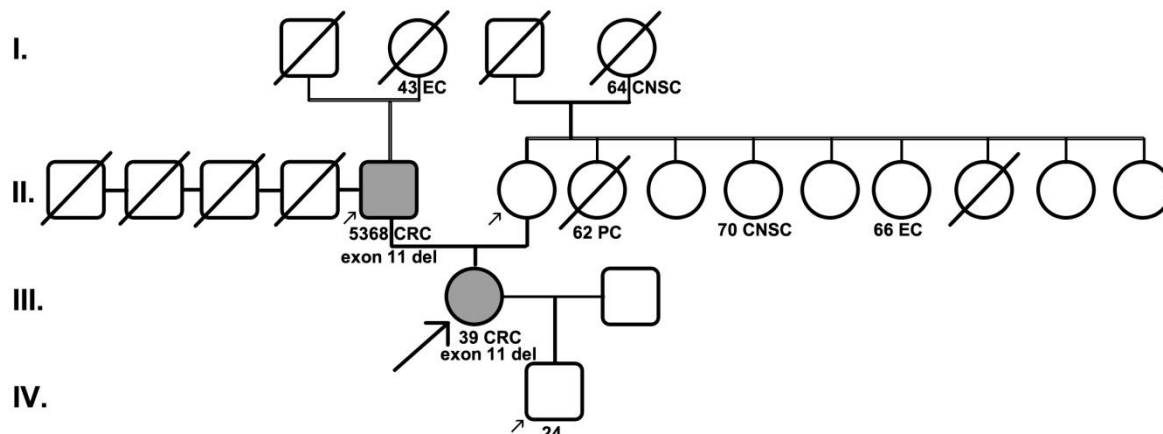 I.
43 EC
64 CNSC
II.
5368 CRC
exon 11 del
62 PC
70 CNSC
66 EC
III.
39 CRC
exon 11 del
IV.
24